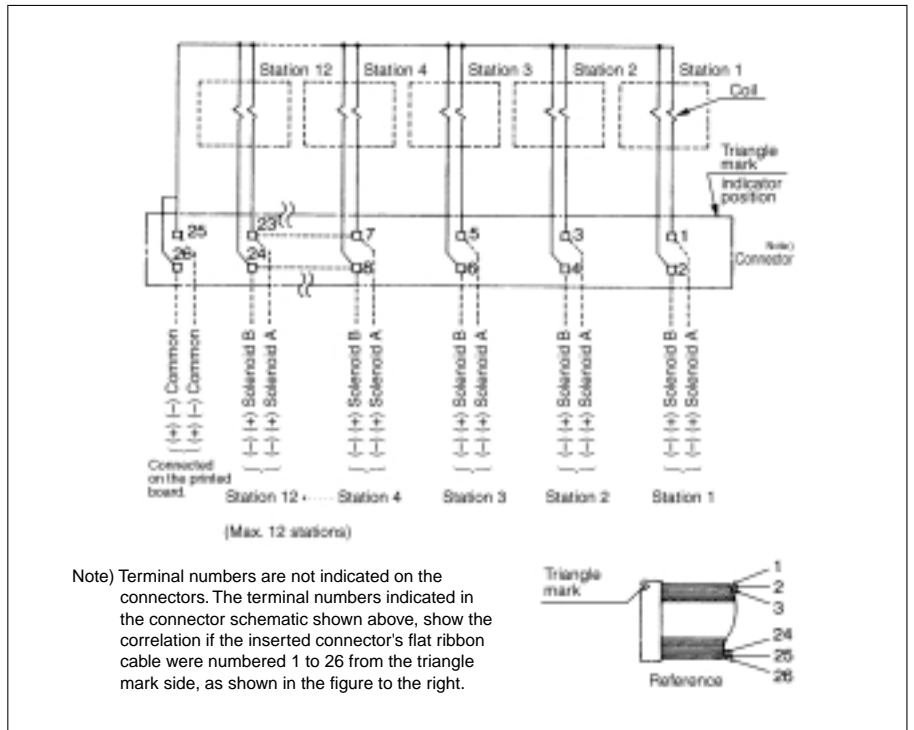 Station 12 Station 4 Station 3 Station 2 Station 1
Coil
Triangle
mark
indicator
position
25 23 7 5 3 1
Note)
Connector
26 24 8 6 4 2
(+) (−) Common
(+) (−) Common
(−) (+) Solenoid B
(−) (+) Solenoid A
(−) (+) Solenoid B
(−) (+) Solenoid A
(−) (+) Solenoid B
(−) (+) Solenoid A
(−) (+) Solenoid B
(−) (+) Solenoid A
(−) (+) Solenoid B
(−) (+) Solenoid A
Connected
on the printed
board.
Station 12 Station 4 Station 3 Station 2 Station 1
(Max. 12 stations)
Note) Terminal numbers are not indicated on the
connectors. The terminal numbers indicated in
the connector schematic shown above, show the
correlation if the inserted connector's flat ribbon
cable were numbered 1 to 26 from the triangle
mark side, as shown in the figure to the right.
Triangle
mark
1
2
3
24
25
26
Reference